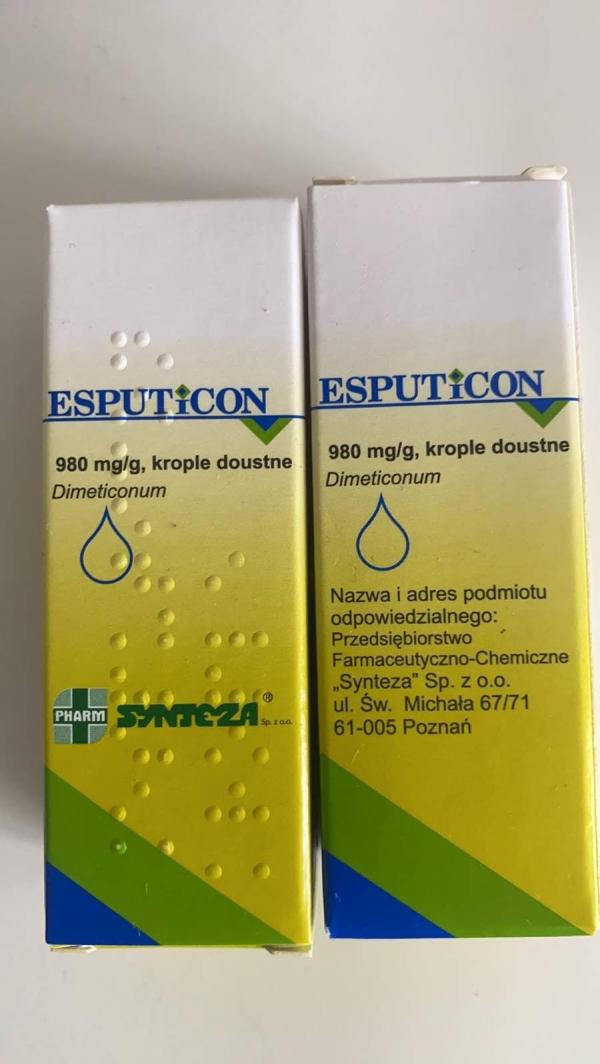 ESPUTiCON
980 mg/g, krople doustne
Dimeticonum
PHARM SYNTEZA® Sp. z o.o.
ESPUTiCON
980 mg/g, krople doustne
Dimeticonum
Nazwa i adres podmiotu
odpowiedzialnego:
Przedsiębiorstwo
Farmaceutyczno-Chemiczne
„Synteza" Sp. z o.o.
ul. Św. Michała 67/71
61-005 Poznań